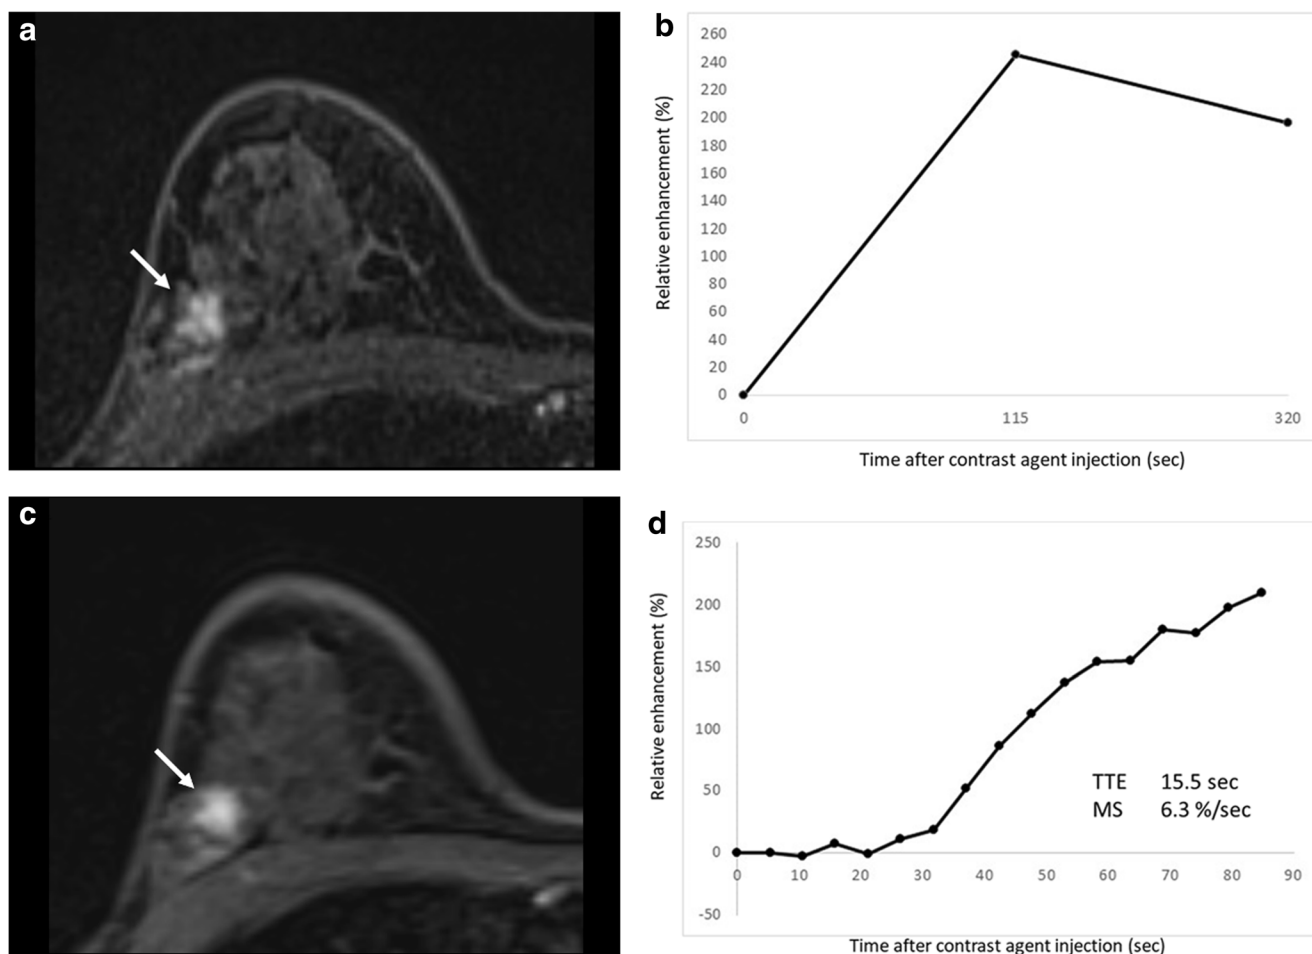 a
b
260
240
220
200
180
160
140
120
100
80
60
40
20
0
Relative enhancement (%)
0 115 320
Time after contrast agent injection (sec)
c
d
250
200
150
100
50
0
-50
Relative enhancement (%)
0 10 20 30 40 50 60 70 80 90
TTE 15.5 sec
MS 6.3 %/sec
Time after contrast agent injection (sec)